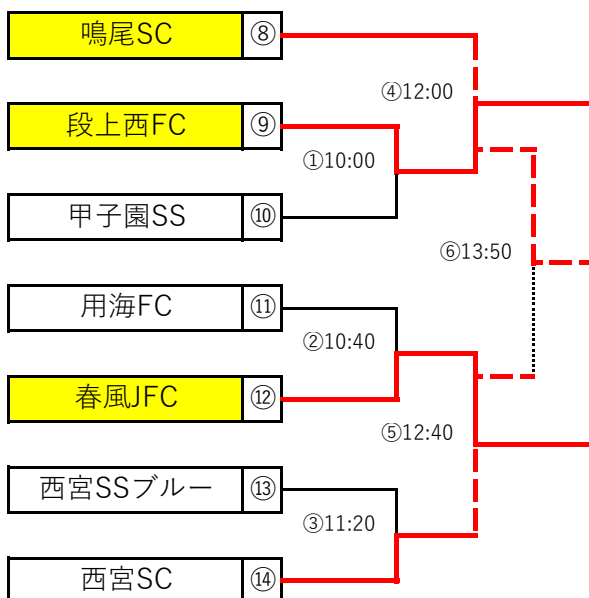 鳴尾SC ⑧
④12:00
段上西FC ⑨
①10:00
甲子園SS ⑩
⑥13:50
用海FC ⑪
②10:40
春風JFC ⑫
⑤12:40
西宮SSブルー ⑬
③11:20
西宮SC ⑭